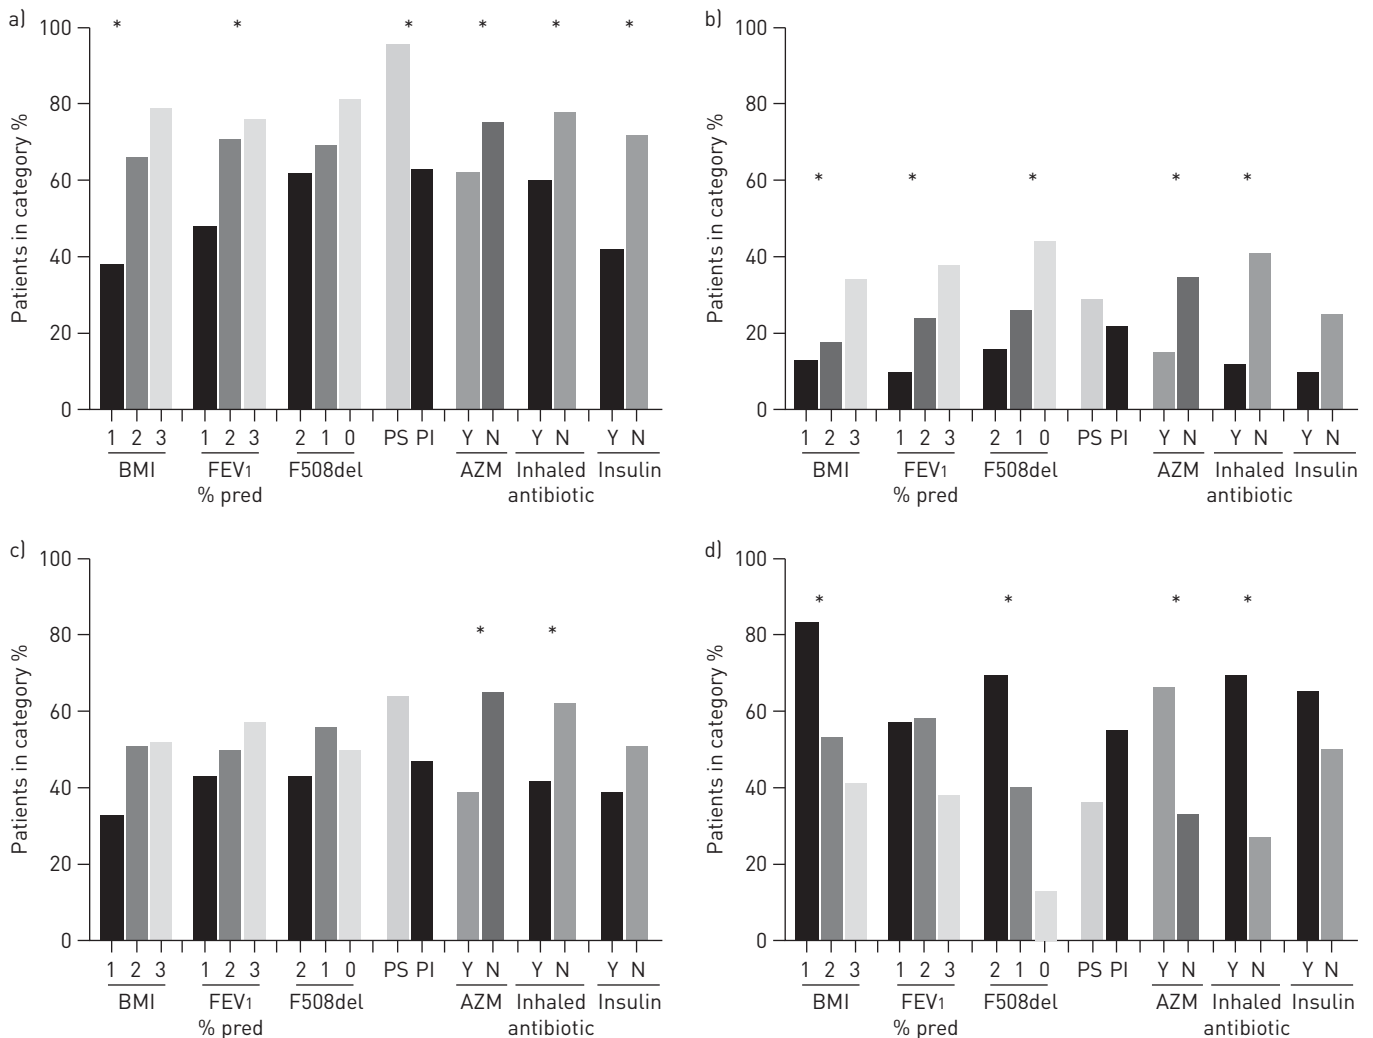 a)
Patients in category %
100
80
60
40
20
0
* * * * * *
1 2 3 1 2 3 2 1 0 PS PI Y N Y N Y N
BMI FEV1 F508del AZM Inhaled Insulin
% pred antibiotic
b)
Patients in category %
100
80
60
40
20
0
* * * * *
1 2 3 1 2 3 2 1 0 PS PI Y N Y N Y N
BMI FEV1 F508del AZM Inhaled Insulin
% pred antibiotic
c)
Patients in category %
100
80
60
40
20
0
* *
1 2 3 1 2 3 2 1 0 PS PI Y N Y N Y N
BMI FEV1 F508del AZM Inhaled Insulin
% pred antibiotic
d)
Patients in category %
100
80
60
40
20
0
* * * *
1 2 3 1 2 3 2 1 0 PS PI Y N Y N Y N
BMI FEV1 F508del AZM Inhaled Insulin
% pred antibiotic